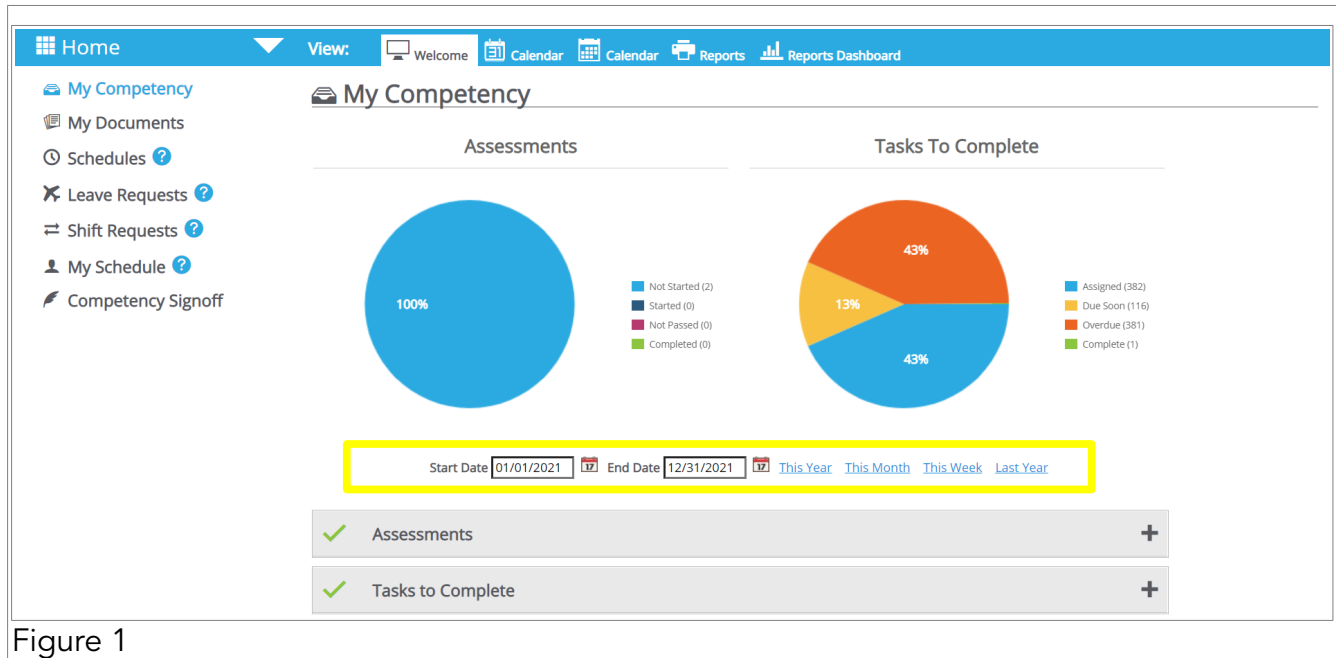 Home View: Welcome Calendar Calendar Reports Reports Dashboard
My Competency
My Documents
Schedules ?
Leave Requests ?
Shift Requests ?
My Schedule ?
Competency Signoff
My Competency
Assessments
100%
Not Started (2)
Started (0)
Not Passed (0)
Completed (0)
Tasks To Complete
43%
13%
43%
Assigned (382)
Due Soon (116)
Overdue (381)
Complete (1)
Start Date 01/01/2021 17 End Date 12/31/2021 17 This Year This Month This Week Last Year
Assessments
Tasks to Complete
Figure 1